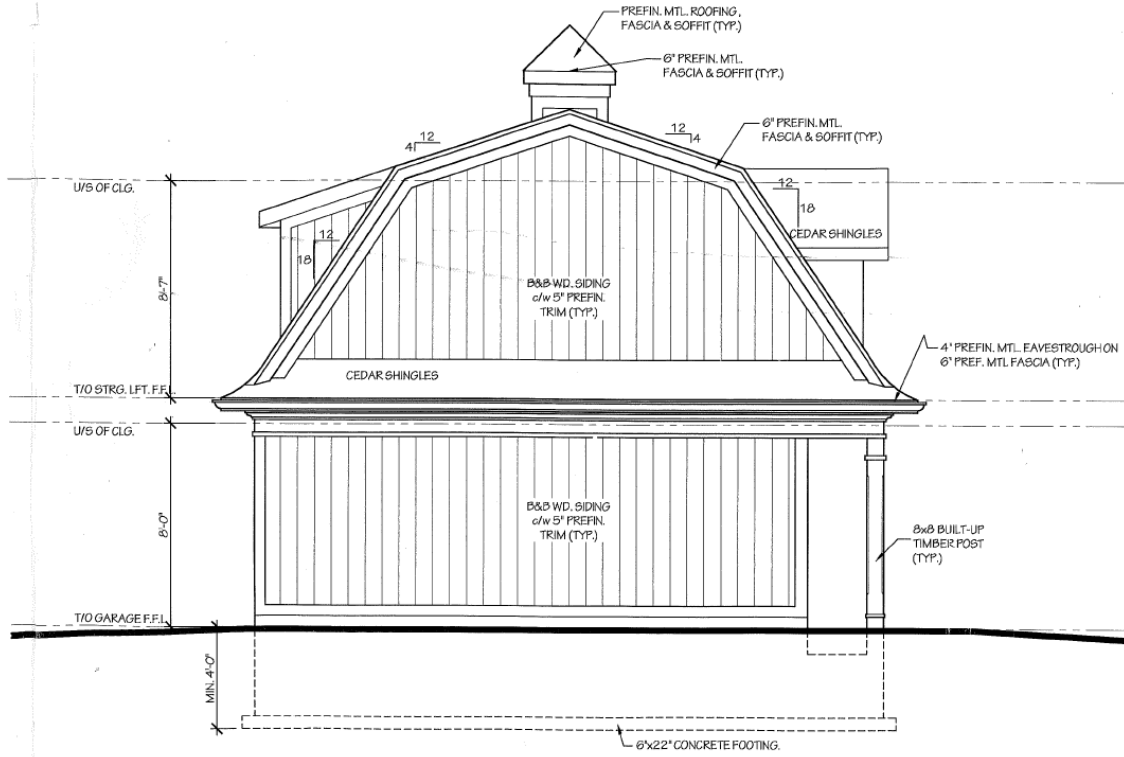 PREFIN. MTL. ROOFING,
FASCIA & SOFFIT (TYP.)
6" PREFIN. MTL.
FASCIA & SOFFIT (TYP.)
6" PREFIN. MTL.
FASCIA & SOFFIT (TYP.)
12
4
12
4
U/S OF CLG.
12
18
CEDAR SHINGLES
12
18
8'-7"
B&B WD. SIDING
c/w 5" PREFIN.
TRIM (TYP.)
4" PREFIN. MTL. EAVESTROUGH ON
6" PREF. MTL FASCIA (TYP.)
CEDAR SHINGLES
T/O STRG. LFT. F.F.
U/S OF CLG.
8'-0"
B&B WD. SIDING
c/w 5" PREFIN.
TRIM (TYP.)
8x8 BUILT-UP
TIMBER POST
(TYP.)
T/O GARAGE F.F.L.
MIN. 4'-0"
6"x22" CONCRETE FOOTING.